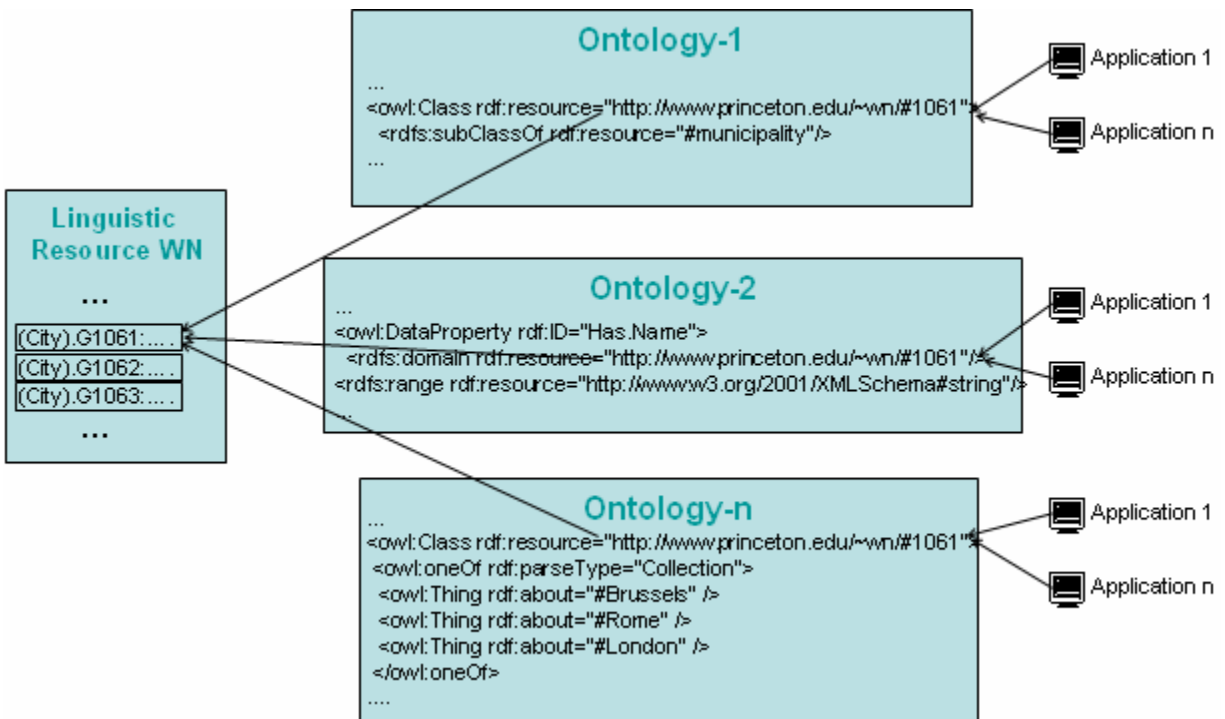 Ontology-1
...
<owl:Class rdf:resource="http://www.princeton.edu/~wn/#1061">
<rdfs:subClassOf rdf:resource="#municipality"/>
...
Application 1
Application n
Linguistic
Resource WN
...
(City).G1061:....
(City).G1062:....
(City).G1063:....
...
Ontology-2
...
<owl:DataProperty rdf:ID="Has.Name">
<rdfs:domain rdf:resource="http://www.princeton.edu/~wn/#1061"/>
<rdfs:range rdf:resource="http://www.w3.org/2001/XMLSchema#string"/>
...
Application 1
Application n
Ontology-n
...
<owl:Class rdf:resource="http://www.princeton.edu/~wn/#1061">
<owl:oneOf rdf:parseType="Collection">
<owl:Thing rdf:about="#Brussels" />
<owl:Thing rdf:about="#Rome" />
<owl:Thing rdf:about="#London" />
</owl:oneOf>
....
Application 1
Application n